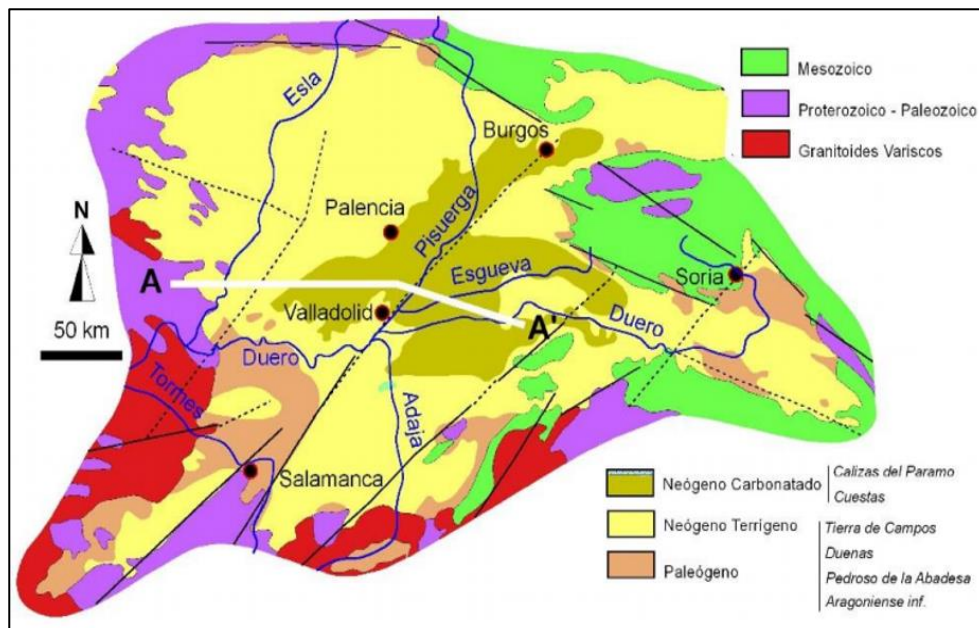 Mesozoico
Proterozoico - Paleozoico
Granitoides Variscos
Esla
Burgos
Pisuerga
Palencia
N
A
Esgueva
Soria
50 km
Valladolid
A'
Duero
Duero
Tormes
Adaja
Salamanca
Neógeno Carbonatado
Calizas del Paramo
Cuestas
Neógeno Terrígeno
Tierra de Campos
Duenas
Paleógeno
Pedroso de la Abadesa
Aragoniense inf.